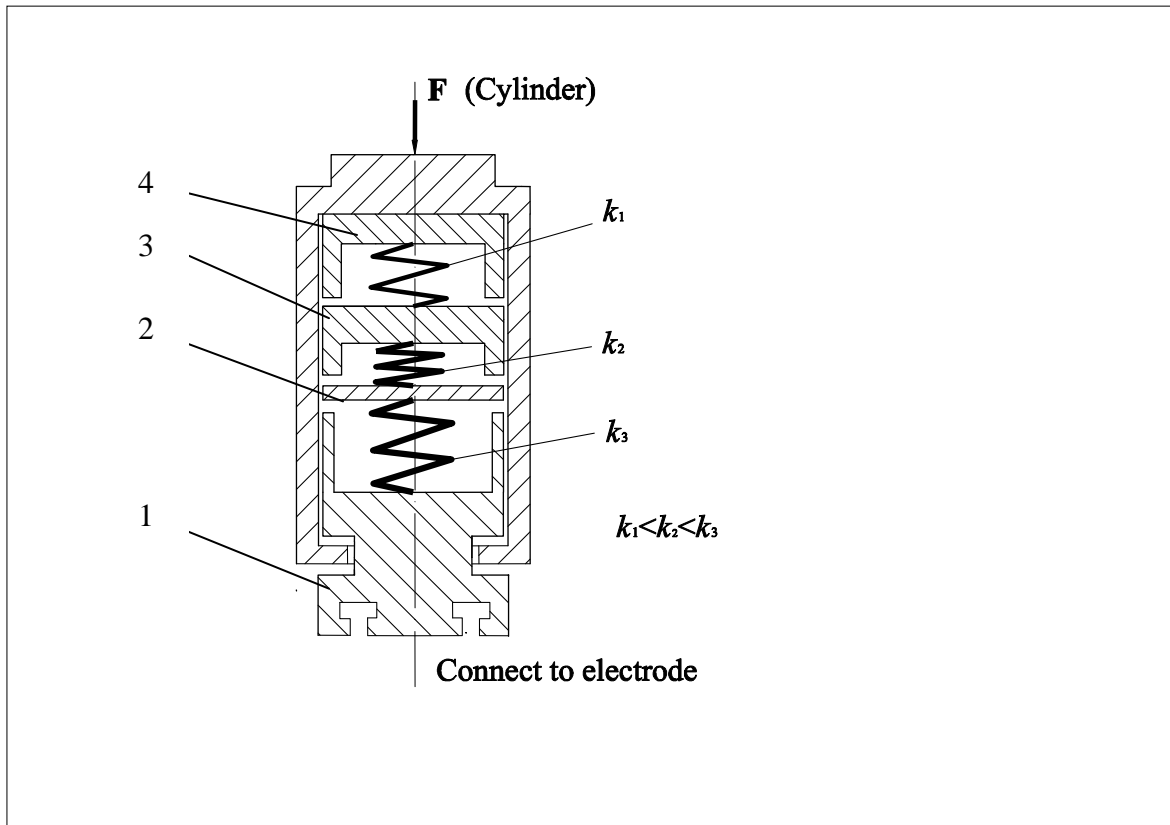 F (Cylinder)
4
k₁
3
2
k₂
k₃
1
k₁<k₂<k₃
Connect to electrode